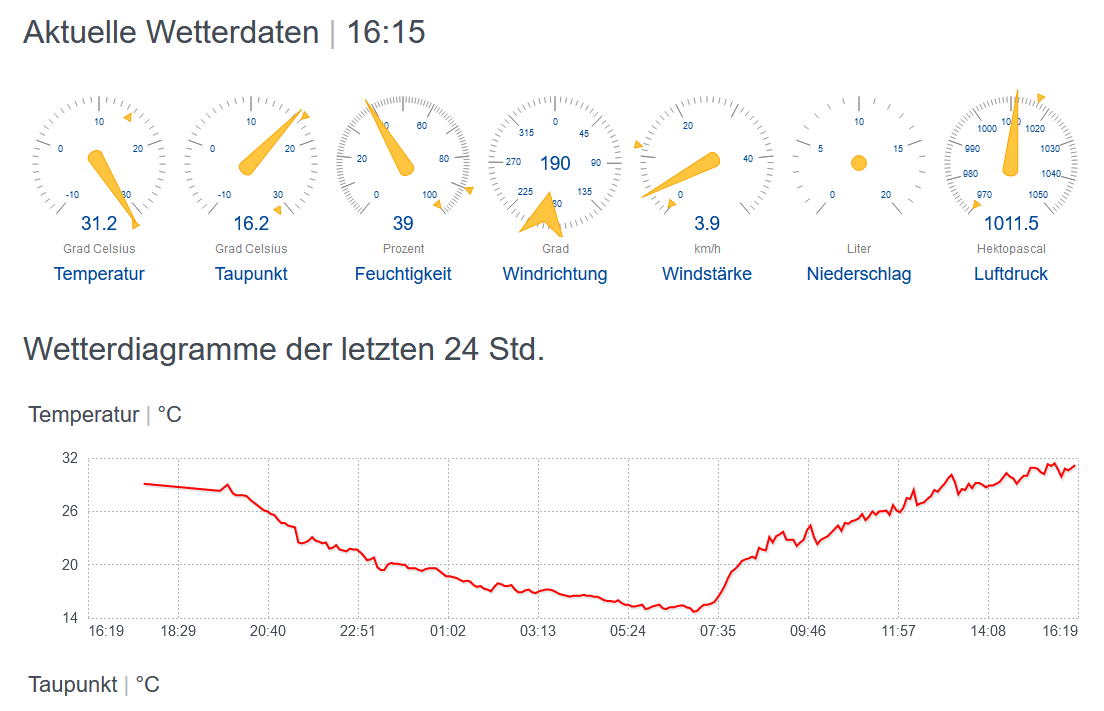 Aktuelle Wetterdaten | 16:15
10 0 20 -10 30
10 0 20 -10 30
60 20 80 0 100
0 315 45 270 90 225 135
20 40 0
10 5 15 0 20
1000 1020 990 1030 980 1040 970 1050
190
31.2 16.2 39 3.9 1011.5
Grad Celsius Grad Celsius Prozent Grad km/h Liter Hektopascal
Temperatur Taupunkt Feuchtigkeit Windrichtung Windstärke Niederschlag Luftdruck
Wetterdiagramme der letzten 24 Std.
Temperatur | °C
32
26
20
14
16:19 18:29 20:40 22:51 01:02 03:13 05:24 07:35 09:46 11:57 14:08 16:19
Taupunkt | °C